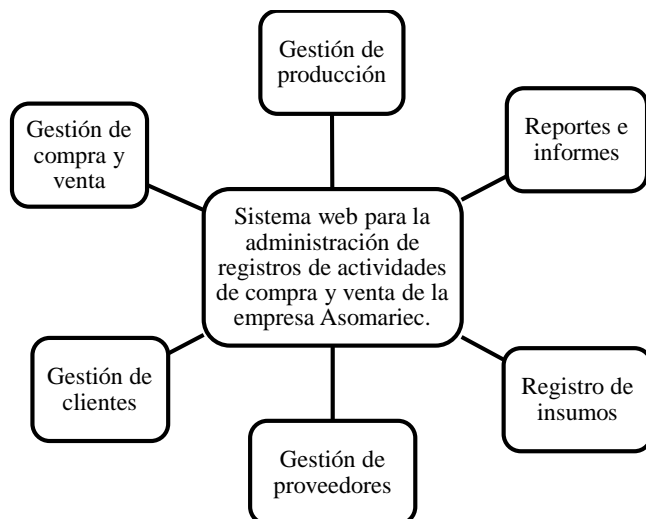 Gestión de
producción
Gestión de
compra y
venta
Reportes e
informes
Sistema web para la
administración de
registros de actividades
de compra y venta de la
empresa Asomariec.
Gestión de
clientes
Registro de
insumos
Gestión de
proveedores